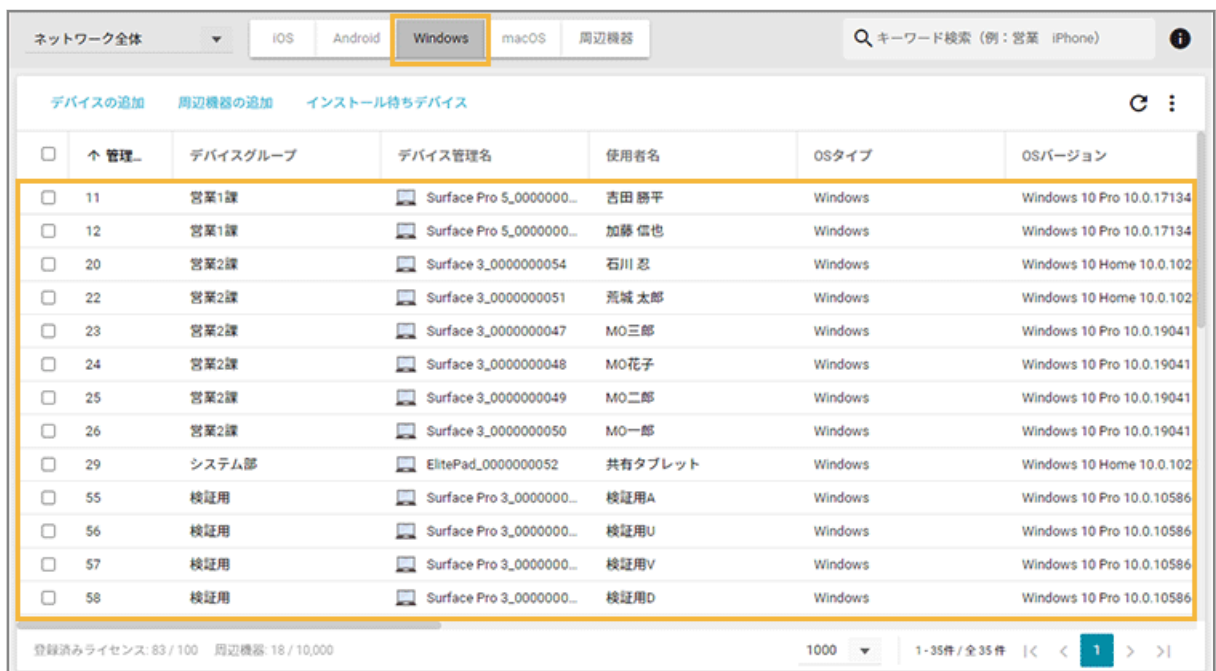 ネットワーク全体 iOS Android Windows macOS 周辺機器 キーワード検索（例：営業 iPhone）
デバイスの追加 周辺機器の追加 インストール待ちデバイス
↑ 管理... デバイスグループ デバイス管理名 使用者名 OSタイプ OSバージョン
11 営業1課 Surface Pro 5_0000000... 吉田 勝平 Windows Windows 10 Pro 10.0.17134
12 営業1課 Surface Pro 5_0000000... 加藤 信也 Windows Windows 10 Pro 10.0.17134
20 営業2課 Surface 3_0000000054 石川 忍 Windows Windows 10 Home 10.0.102
22 営業2課 Surface 3_0000000051 荒城 太郎 Windows Windows 10 Home 10.0.102
23 営業2課 Surface 3_0000000047 MO三郎 Windows Windows 10 Pro 10.0.19041
24 営業2課 Surface 3_0000000048 MO花子 Windows Windows 10 Pro 10.0.19041
25 営業2課 Surface 3_0000000049 MO二郎 Windows Windows 10 Pro 10.0.19041
26 営業2課 Surface 3_0000000050 MO一郎 Windows Windows 10 Pro 10.0.19041
29 システム部 ElitePad_0000000052 共有タブレット Windows Windows 10 Home 10.0.102
55 検証用 Surface Pro 3_0000000... 検証用A Windows Windows 10 Pro 10.0.10586
56 検証用 Surface Pro 3_0000000... 検証用U Windows Windows 10 Pro 10.0.10586
57 検証用 Surface Pro 3_0000000... 検証用V Windows Windows 10 Pro 10.0.10586
58 検証用 Surface Pro 3_0000000... 検証用D Windows Windows 10 Pro 10.0.10586
登録済みライセンス: 83 / 100 周辺機器: 18 / 10,000 1000 1 - 35件 / 全 35 件 1